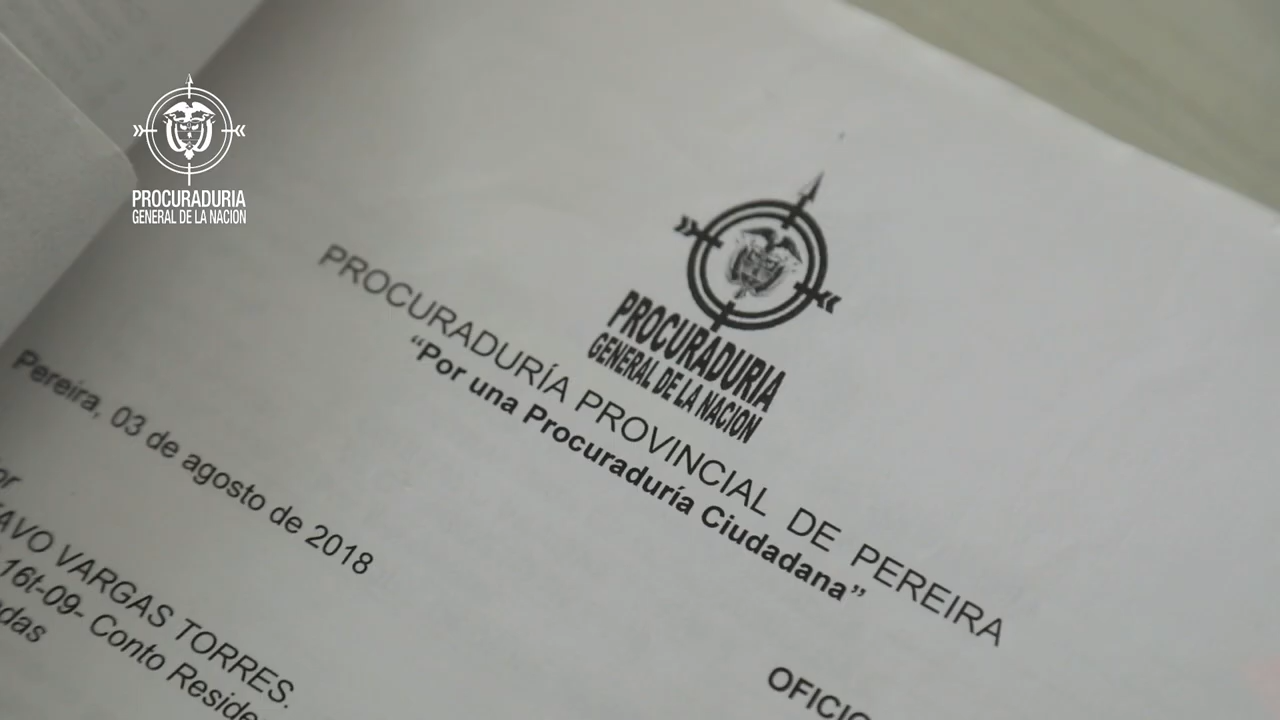 PROCURADURIA
GENERAL DE LA NACION
PROCURADURIA
GENERAL DE LA NACION
PROCURADURÍA PROVINCIAL DE PEREIRA
“Por una Procuraduría Ciudadana”
Pereira, 03 de agosto de 2018
VARGAS TORRES.
16t-09- Conto